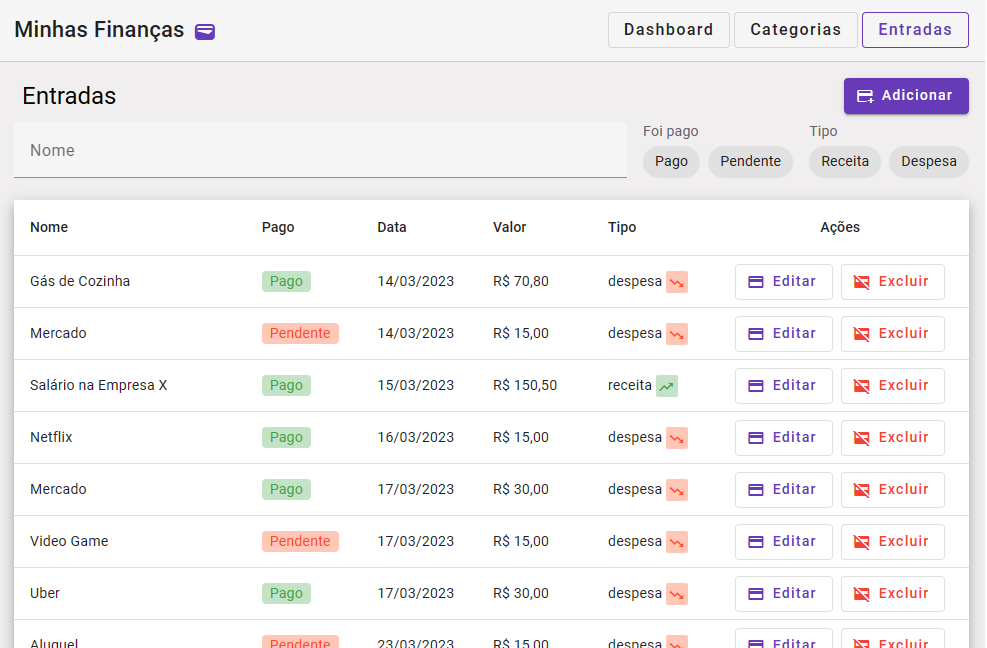 Minhas Finanças
Dashboard Categorias Entradas
Entradas
Adicionar
Nome
Foi pago
Pago Pendente
Tipo
Receita Despesa
Nome Pago Data Valor Tipo Ações
Gás de Cozinha Pago 14/03/2023 R$ 70,80 despesa Editar Excluir
Mercado Pendente 14/03/2023 R$ 15,00 despesa Editar Excluir
Salário na Empresa X Pago 15/03/2023 R$ 150,50 receita Editar Excluir
Netflix Pago 16/03/2023 R$ 15,00 despesa Editar Excluir
Mercado Pago 17/03/2023 R$ 30,00 despesa Editar Excluir
Video Game Pendente 17/03/2023 R$ 15,00 despesa Editar Excluir
Uber Pago 17/03/2023 R$ 30,00 despesa Editar Excluir
Aluguel Pendente 23/03/2023 R$ 15,00 despesa Editar Excluir